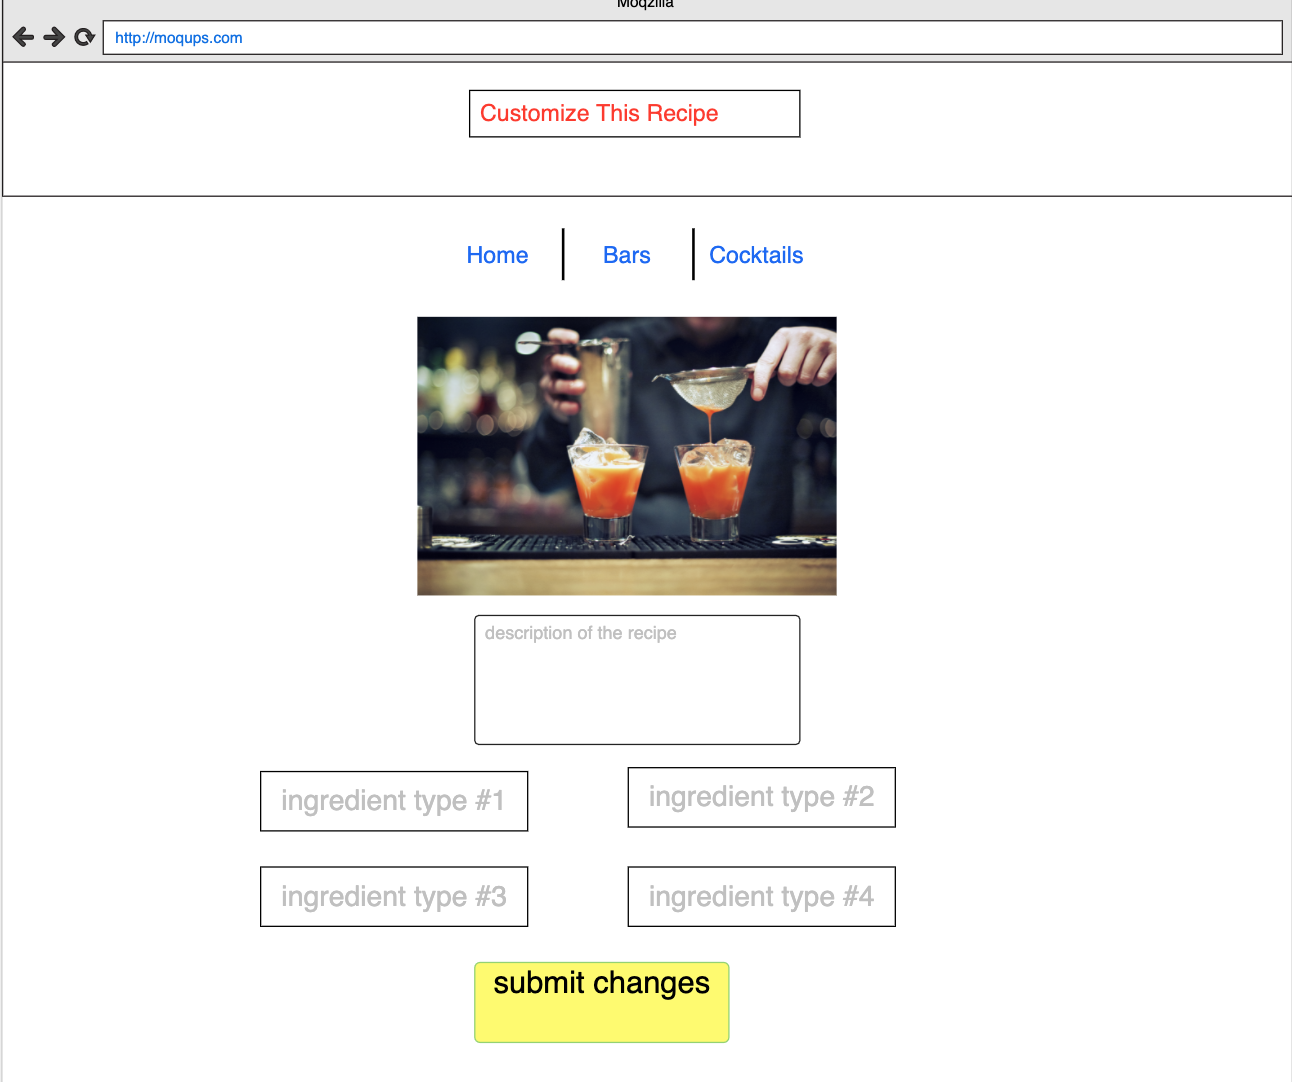 Moqzilla
http://moqups.com
Customize This Recipe
Home
Bars
Cocktails
description of the recipe
ingredient type #1
ingredient type #2
ingredient type #3
ingredient type #4
submit changes